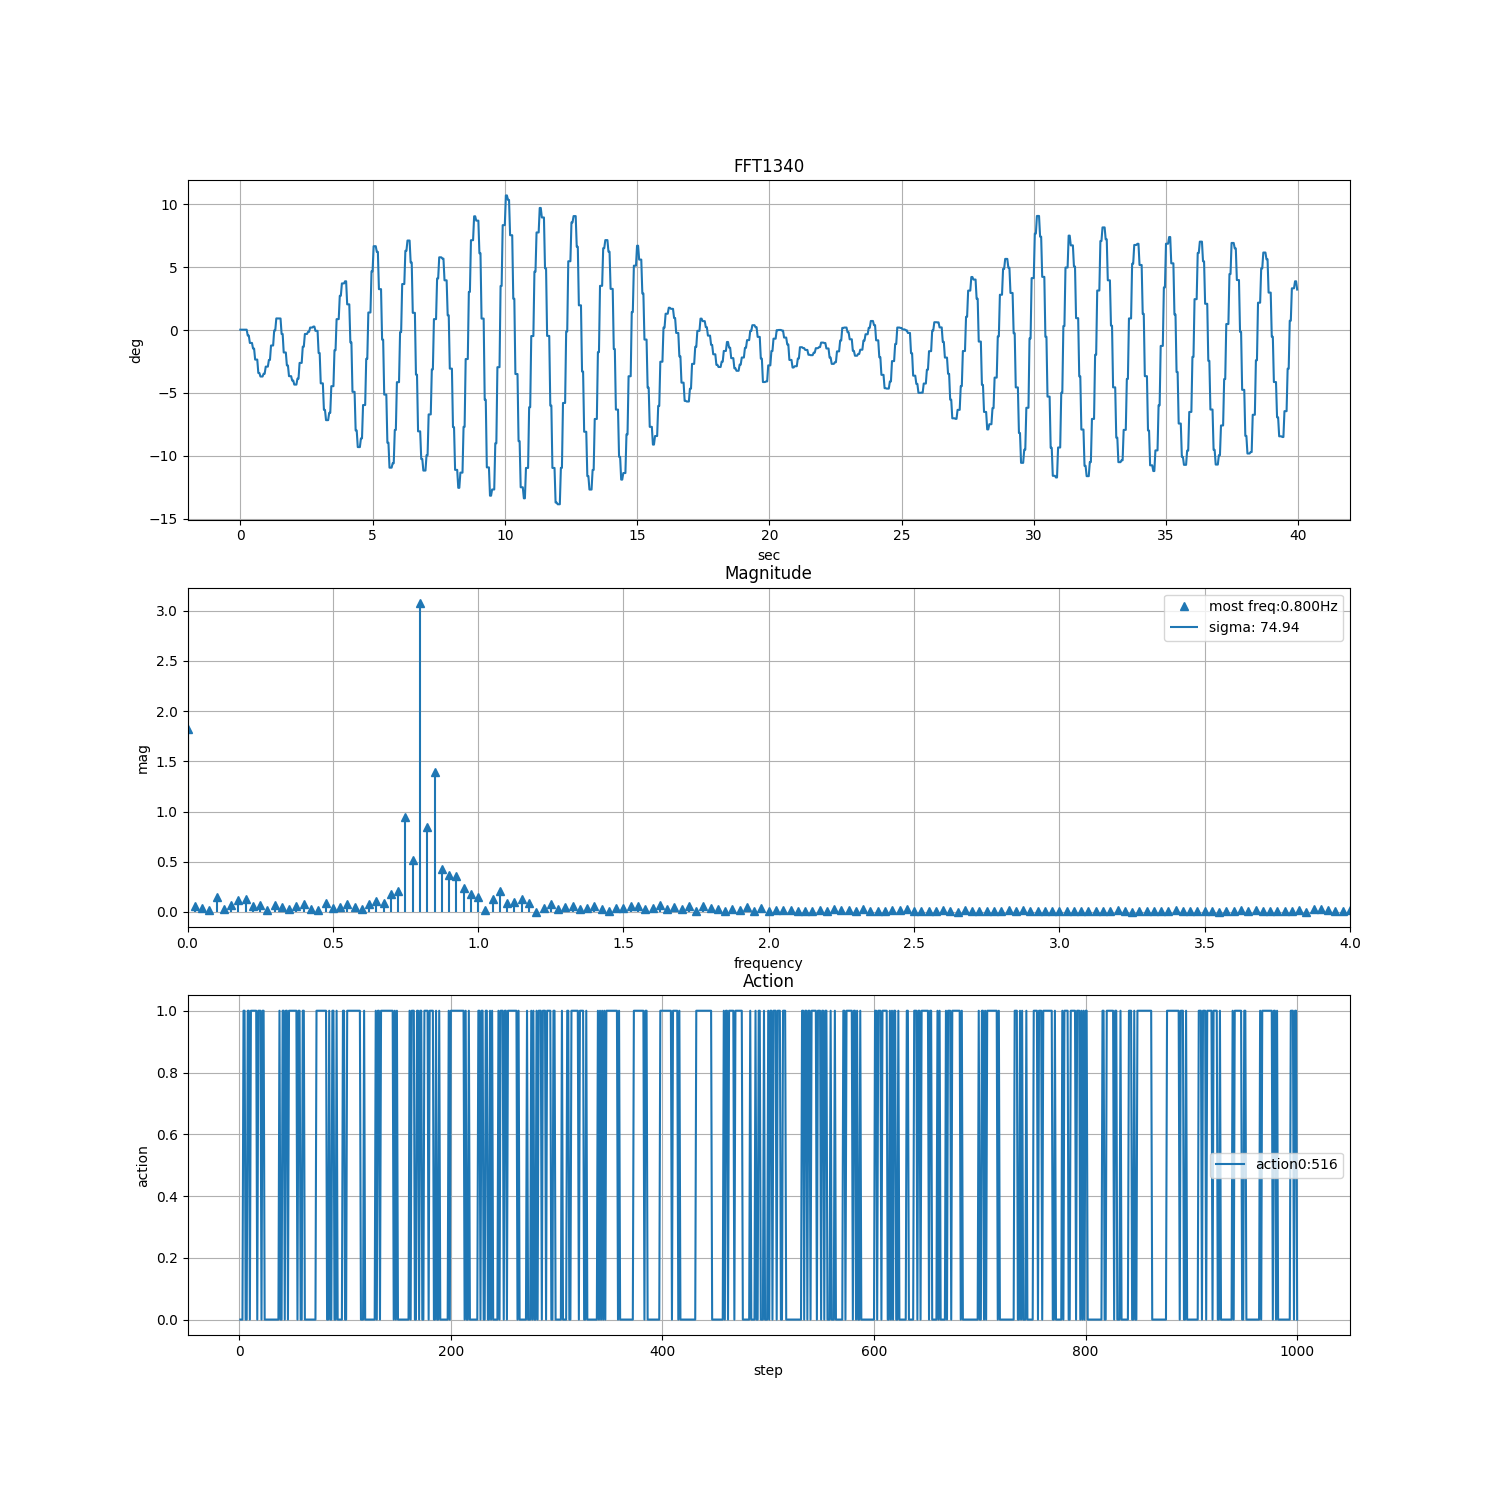 FFT1340
10
5
0
−5
−10
−15
deg
0 5 10 15 20 25 30 35 40
sec
Magnitude
3.0
2.5
2.0
1.5
1.0
0.5
0.0
mag
most freq:0.800Hz
sigma: 74.94
0.0 0.5 1.0 1.5 2.0 2.5 3.0 3.5 4.0
frequency
Action
1.0
0.8
0.6
0.4
0.2
0.0
action
action0:516
0 200 400 600 800 1000
step